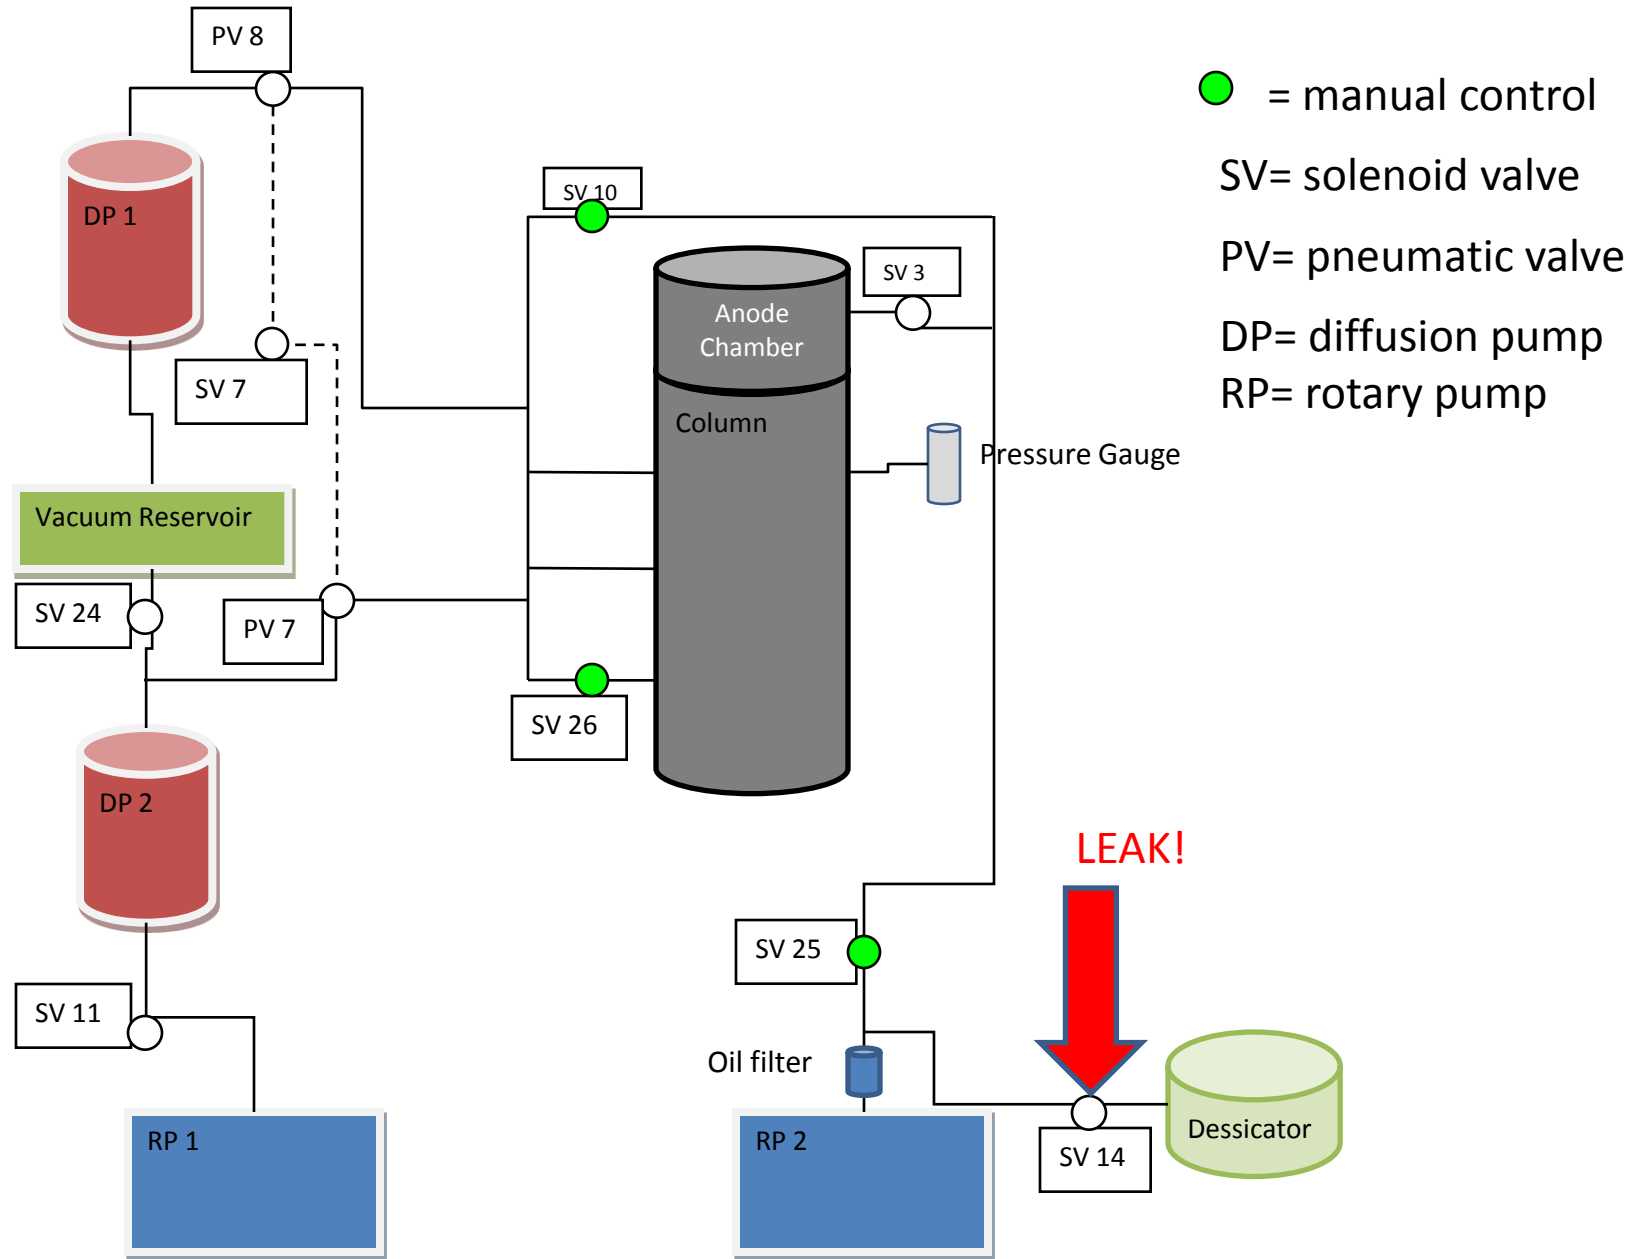 PV 8
= manual control
SV= solenoid valve
PV= pneumatic valve
DP= diffusion pump
RP= rotary pump
DP 1
SV 10
SV 3
Anode
Chamber
SV 7
Column
Pressure Gauge
Vacuum Reservoir
SV 24
PV 7
SV 26
DP 2
LEAK!
SV 25
SV 11
Oil filter
RP 1
RP 2
SV 14
Dessicator